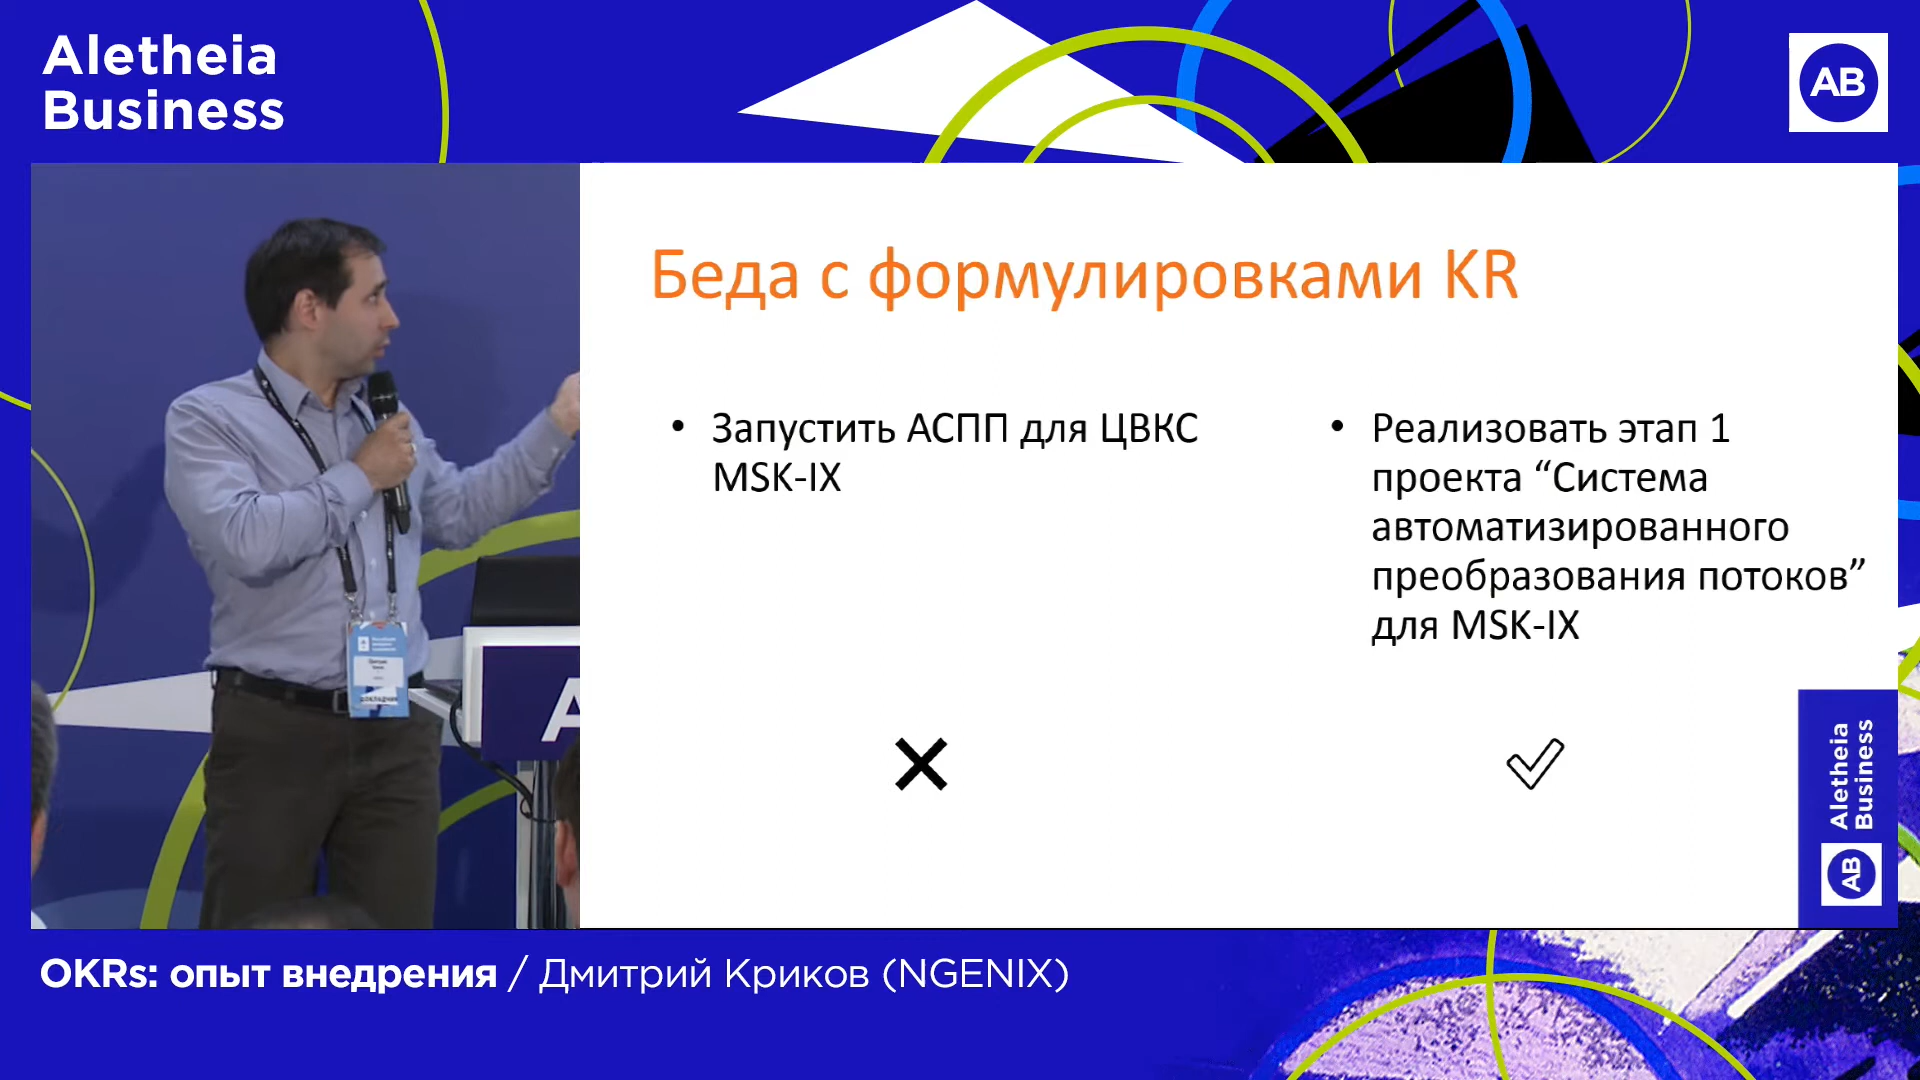 Aletheia
Business
AB
Беда с формулировками KR
• Запустить АСПП для ЦВКС
MSK-IX
• Реализовать этап 1
проекта “Система
автоматизированного
преобразования потоков”
для MSK-IX
Aletheia
Business
AB
A
OKRs: опыт внедрения / Дмитрий Криков (NGENIX)